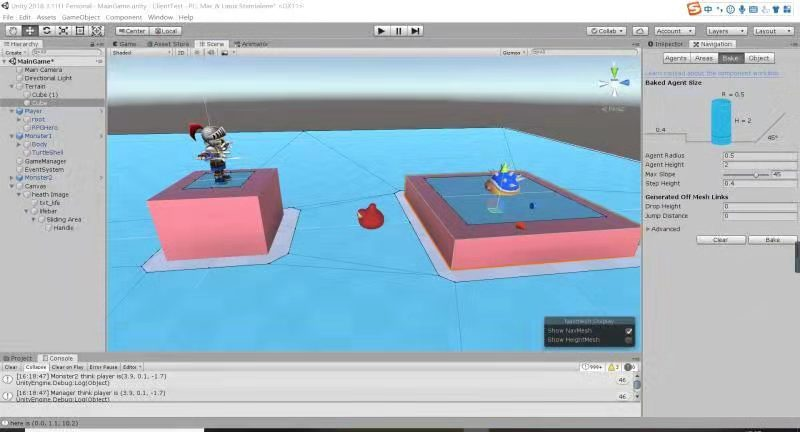 Unity 2018.3.11f1 Personal - MainGame.unity - ClientTest - PC, Mac & Linux Standalone* <DX11>
File Edit Assets GameObject Component Window Help
Center Local Collab Account Layers Layout
Hierarchy Game Asset Store Scene Animator Inspector Navigation
Create All Shaded 2D Gizmos All
MainGame*
Main Camera
Directional Light
Terrain
Cube (1)
Cube
Player
root
RPGHero
Monster1
Body
TurtleShell
GameManager
EventSystem
Monster2
Canvas
heath Image
txt_life
lifebar
Sliding Area
Handle
Persp
Agents Areas Bake Object
Learn instead about the component workflow.
Baked Agent Size
R = 0.5
H = 2
0.4
45°
Agent Radius 0.5
Agent Height 2
Max Slope 45
Step Height 0.4
Generated Off Mesh Links
Drop Height 0
Jump Distance 0
Advanced
Clear Bake
Navmesh Display
Show NavMesh
Show HeightMesh
Project Console
Clear Collapse Clear on Play Error Pause Editor 999+ 3
[16:18:47] Monster2 think player is(3.9, 0.1, -1.7)
UnityEngine.Debug:Log(Object)
46
[16:18:47] Manager think player is (3.9, 0.1, -1.7)
UnityEngine.Debug:Log(Object)
46
here is (0.0, 1.1, 10.2)